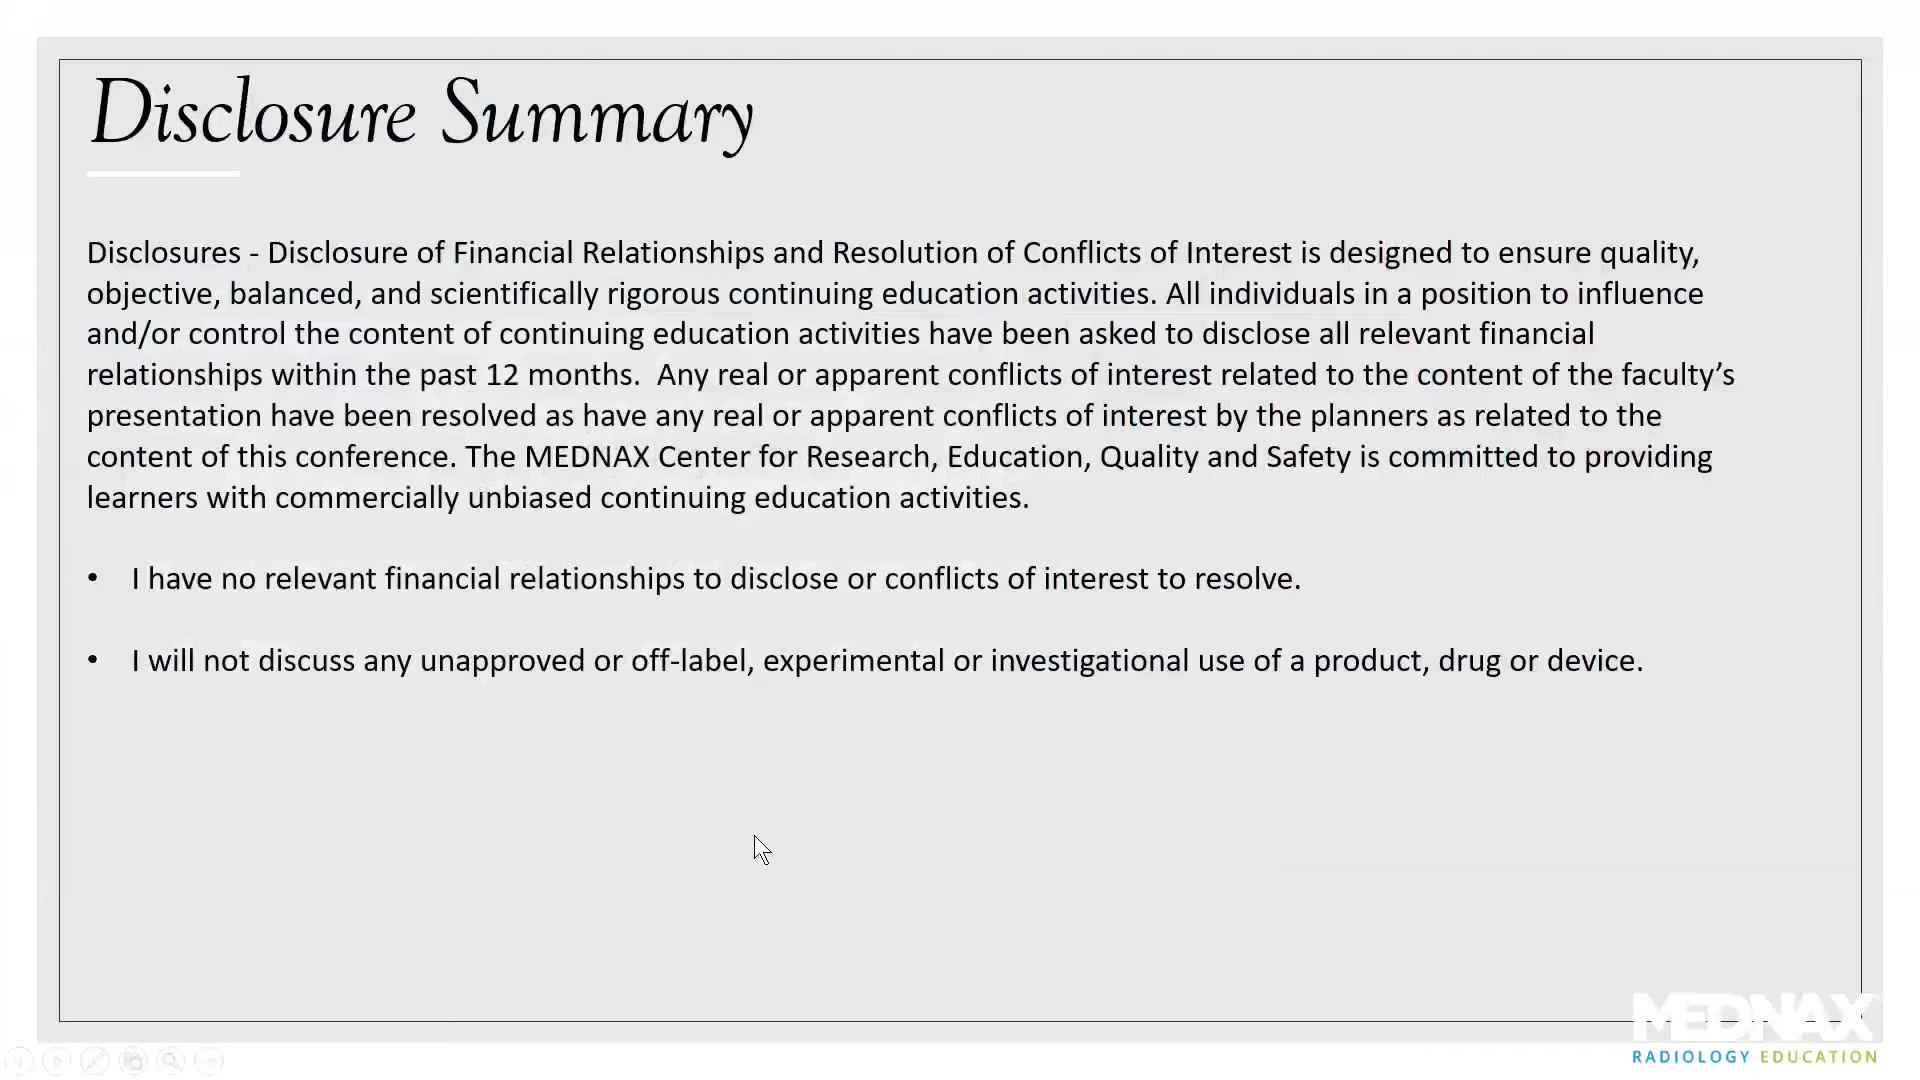 Disclosure Summary
Disclosures - Disclosure of Financial Relationships and Resolution of Conflicts of Interest is designed to ensure quality,
objective, balanced, and scientifically rigorous continuing education activities. All individuals in a position to influence
and/or control the content of continuing education activities have been asked to disclose all relevant financial
relationships within the past 12 months.  Any real or apparent conflicts of interest related to the content of the faculty’s
presentation have been resolved as have any real or apparent conflicts of interest by the planners as related to the
content of this conference. The MEDNAX Center for Research, Education, Quality and Safety is committed to providing
learners with commercially unbiased continuing education activities.
• I have no relevant financial relationships to disclose or conflicts of interest to resolve.
• I will not discuss any unapproved or off-label, experimental or investigational use of a product, drug or device.
MEDNAX
RADIOLOGY EDUCATION